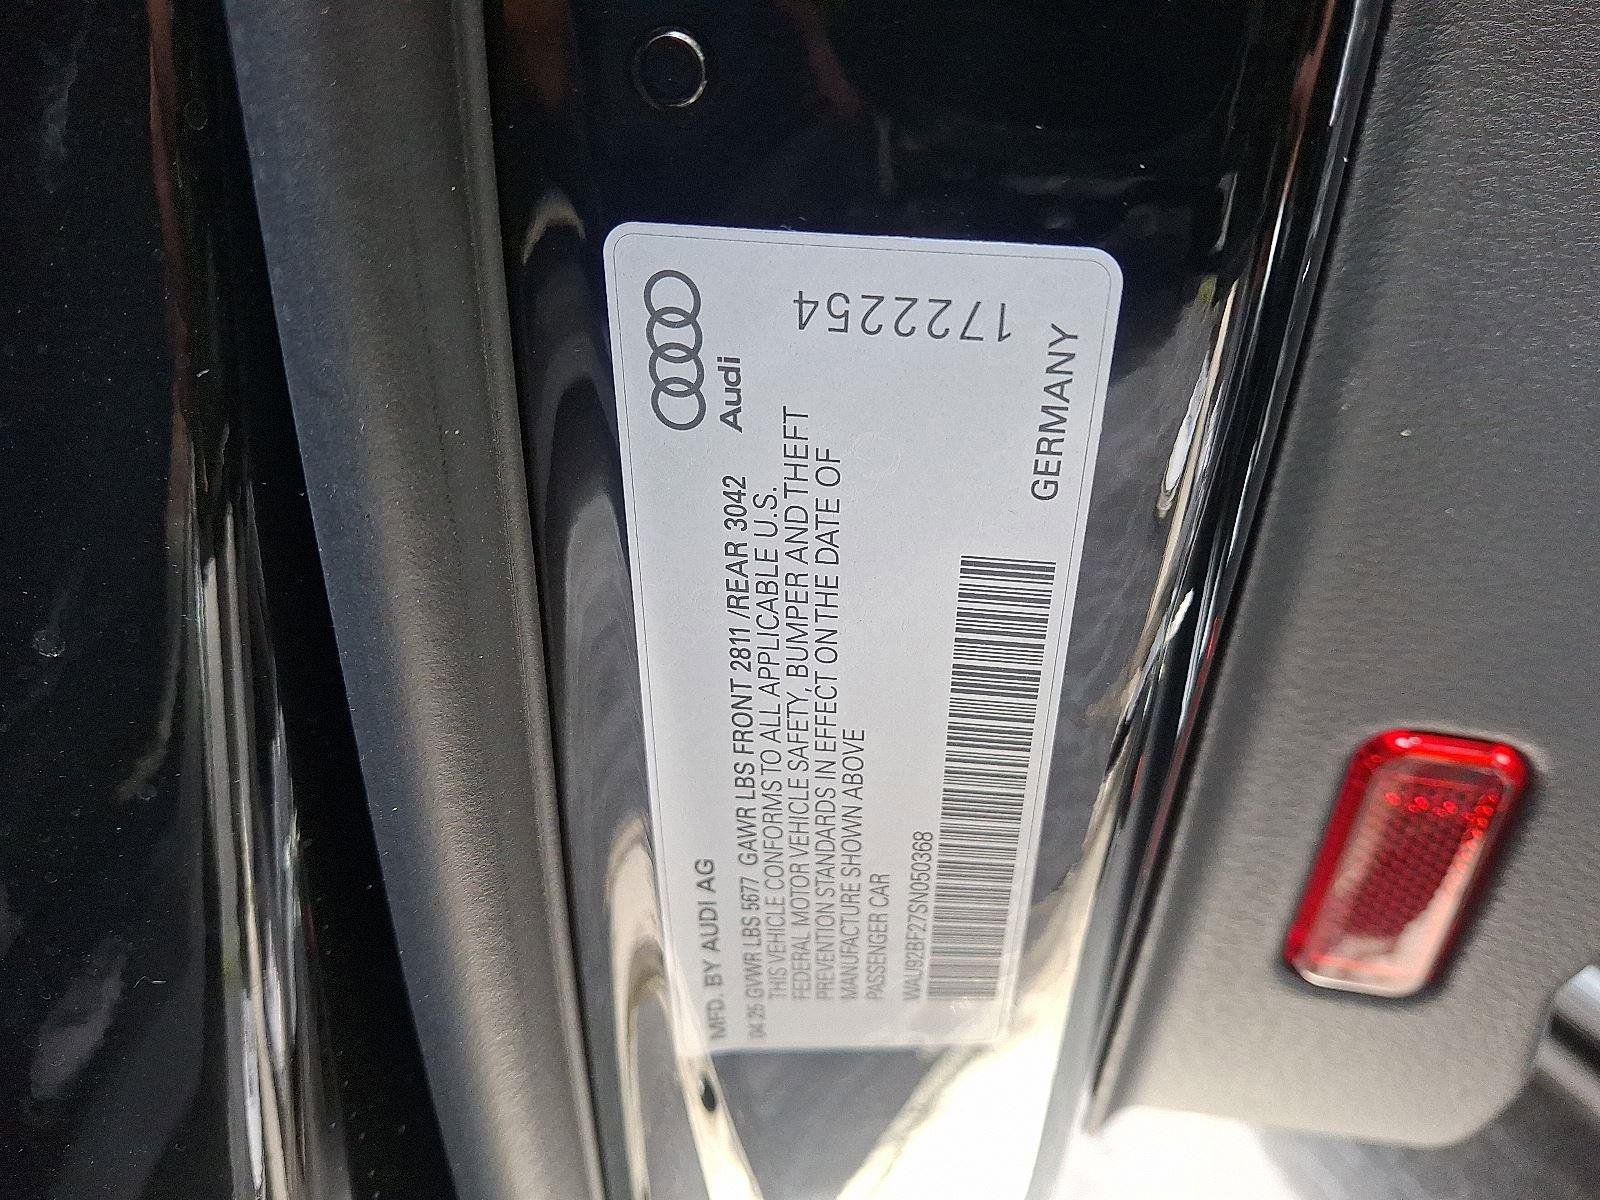 Audi
MFD. BY AUDI AG
04.25 GVWR LBS 5677 GAWR LBS FRONT 2811 /REAR 3042
THIS VEHICLE CONFORMS TO ALL APPLICABLE U.S.
FEDERAL MOTOR VEHICLE SAFETY, BUMPER AND THEFT
PREVENTION STANDARDS IN EFFECT ON THE DATE OF
MANUFACTURE SHOWN ABOVE
PASSENGER CAR
WAU92BF27SN050368
GERMANY
1722254